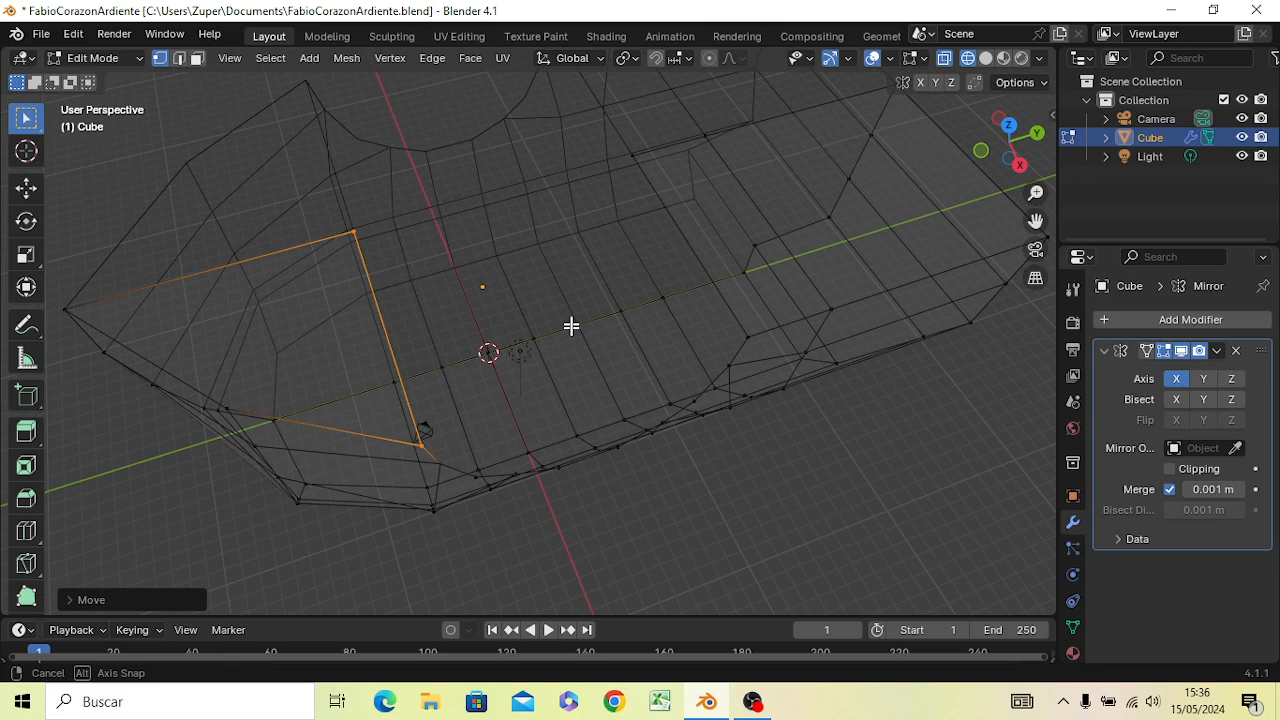 * FabioCorazonArdiente [C:\Users\Zuper\Documents\FabioCorazonArdiente.blend] - Blender 4.1
File Edit Render Window Help Layout Modeling Sculpting UV Editing Texture Paint Shading Animation Rendering Compositing Geomet Scene ViewLayer
Edit Mode View Select Add Mesh Vertex Edge Face UV Global Search
X Y Z Options
Scene Collection
Collection
Camera
Cube
Light
User Perspective
(1) Cube
Z
Y
X
Search
Cube > Mirror
+ Add Modifier
Axis X Y Z
Bisect X Y Z
Flip X Y Z
Mirror O... Object
Clipping
Merge 0.001 m
Bisect Di... 0.001 m
> Data
> Move
Playback Keying View Marker 1 Start 1 End 250
1 20 40 60 80 100 120 140 160 180 200 220 240
Cancel Alt Axis Snap 4.1.1
Buscar
15:36
15/05/2024
1